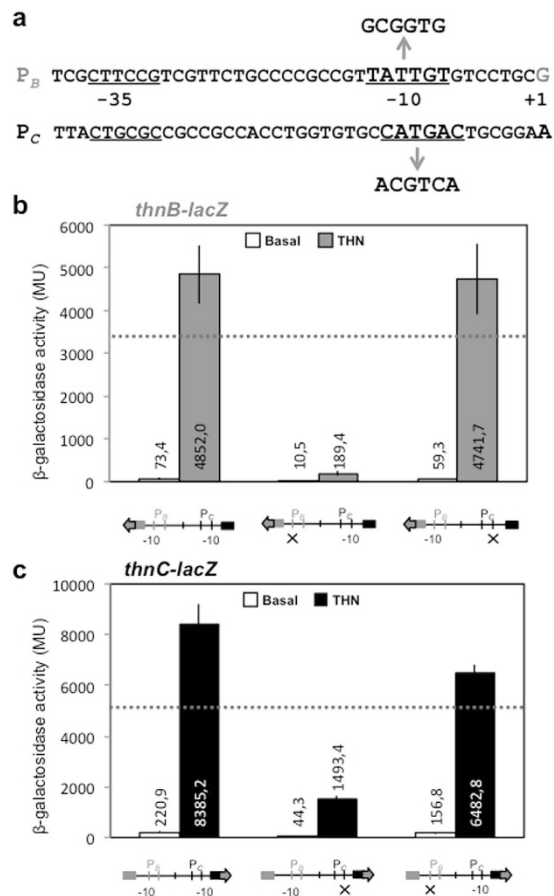 a
GCGGTG
PB TCGCTTCCGTCGTTCTGCCCCGCCGTTATTGTGTCCTGCG
-35 -10 +1
PC TTACTGCGCCGCCGCCACCTGGTGTGCCATGACTGCGGAA
ACGTCA
b thnB-lacZ
β-galactosidase activity (MU)
6000
5000
4000
3000
2000
1000
0
Basal THN
73,4 4852,0 10,5 189,4 59,3 4741,7
PB PC PB PC PB PC
-10 -10 × -10 -10 ×
c thnC-lacZ
β-galactosidase activity (MU)
10000
8000
6000
4000
2000
0
Basal THN
220,9 8385,2 44,3 1493,4 156,8 6482,8
PB PC PB PC PB PC
-10 -10 -10 × × -10